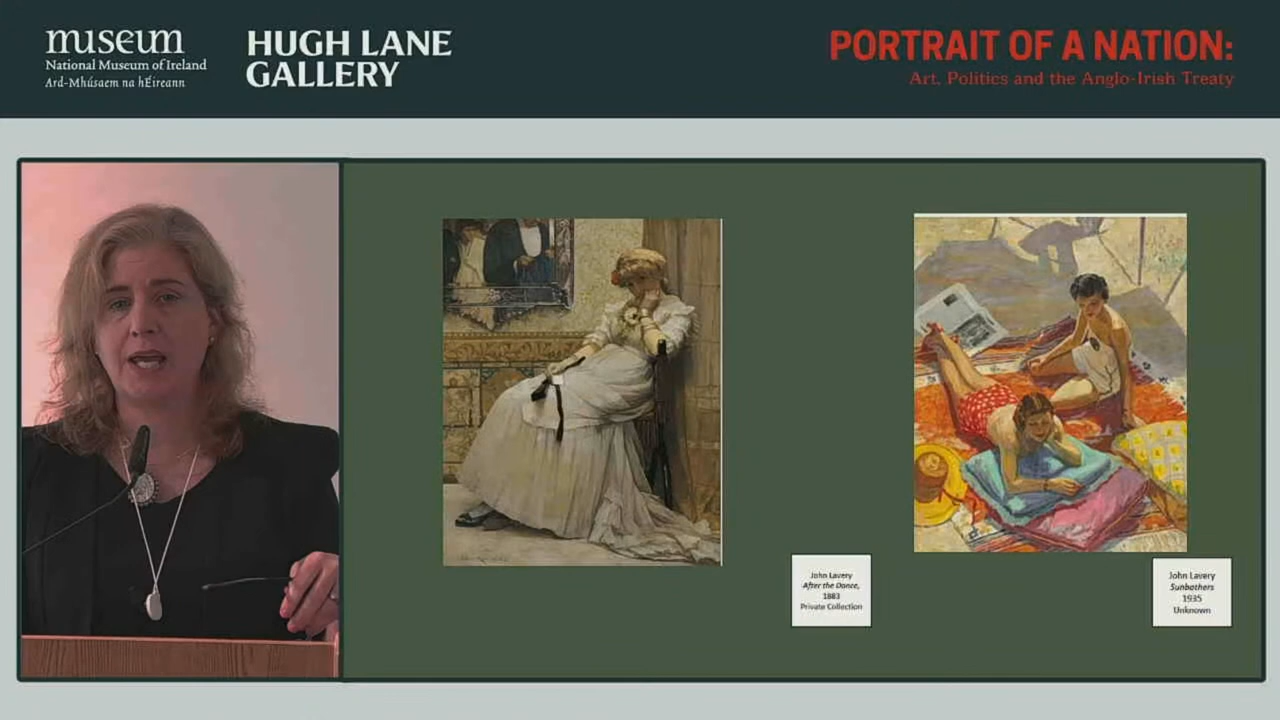 museum
National Museum of Ireland
Ard-Mhúsaem na hÉireann
HUGH LANE
GALLERY
PORTRAIT OF A NATION:
Art, Politics and the Anglo-Irish Treaty
John Lavery
After the Dance,
1883
Private Collection
John Lavery
Sunbathers
1935
Unknown